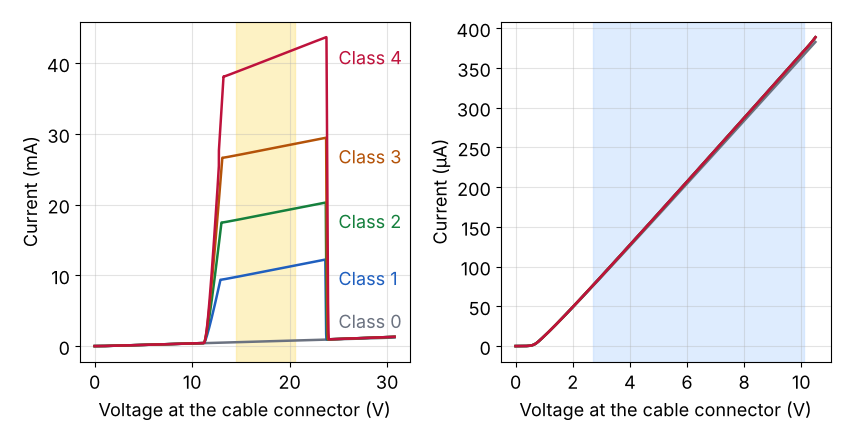 Current (mA)
40
30
20
10
0
Class 4
Class 3
Class 2
Class 1
Class 0
0 10 20 30
Voltage at the cable connector (V)
Current (µA)
400
350
300
250
200
150
100
50
0
0 2 4 6 8 10
Voltage at the cable connector (V)